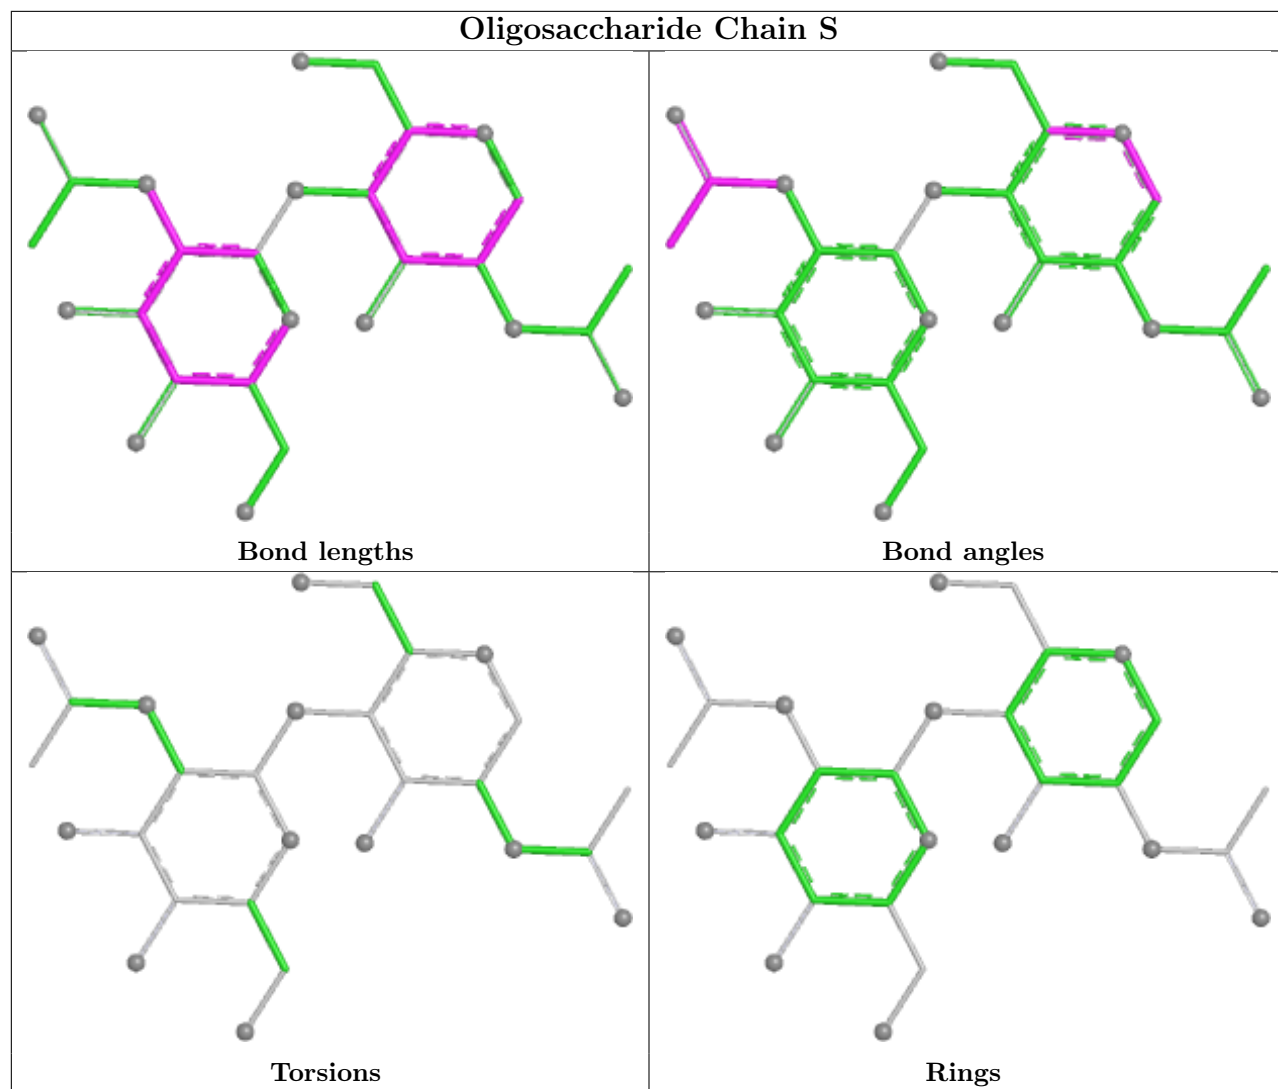 Oligosaccharide Chain S
Bond lengths
Bond angles
Torsions
Rings